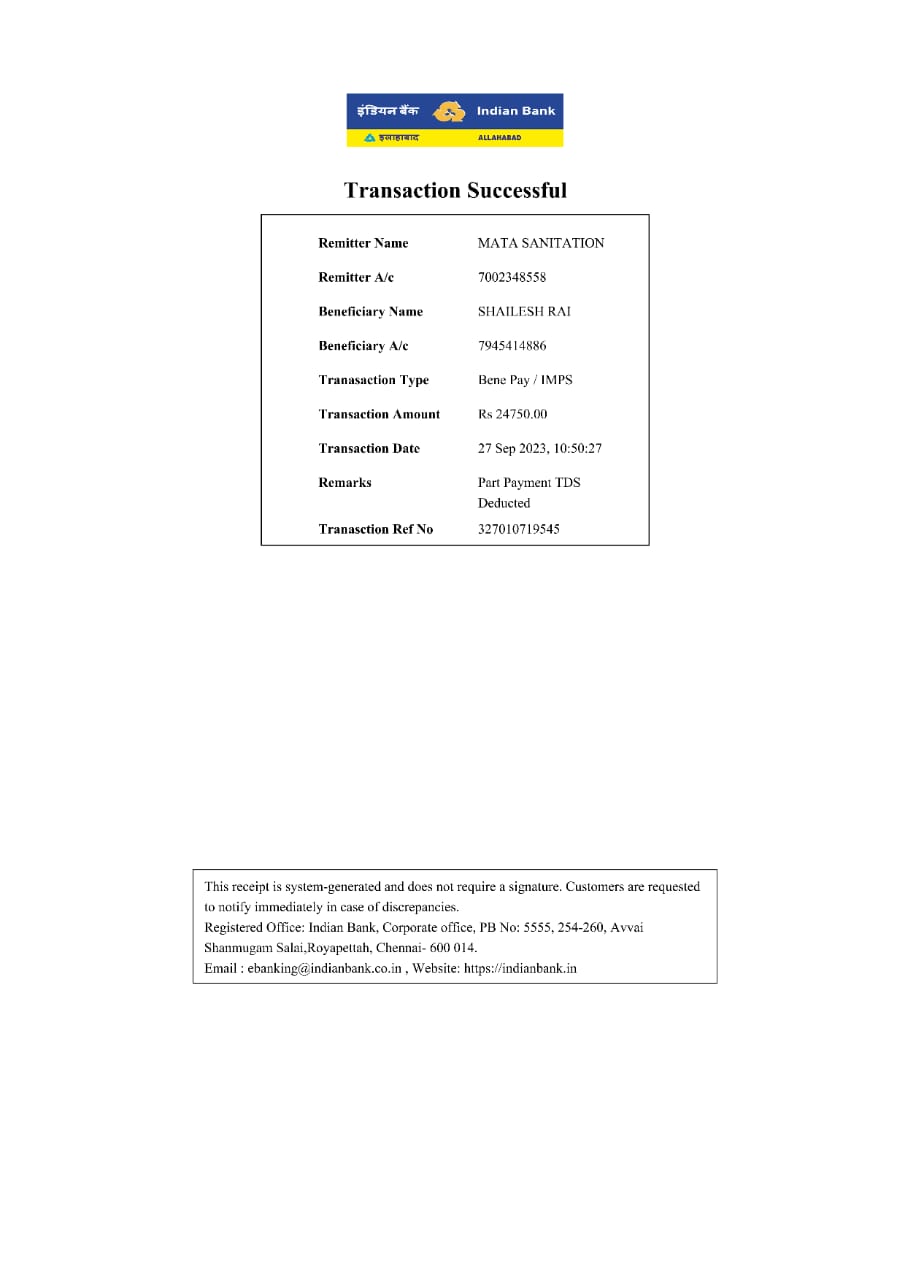 इंडियन बैंक Indian Bank
इलाहाबाद ALLAHABAD
Transaction Successful
Remitter Name MATA SANITATION
Remitter A/c 7002348558
Beneficiary Name SHAILESH RAI
Beneficiary A/c 7945414886
Tranasaction Type Bene Pay / IMPS
Transaction Amount Rs 24750.00
Transaction Date 27 Sep 2023, 10:50:27
Remarks Part Payment TDS
Deducted
Tranasction Ref No 327010719545
This receipt is system-generated and does not require a signature. Customers are requested
to notify immediately in case of discrepancies.
Registered Office: Indian Bank, Corporate office, PB No: 5555, 254-260, Avvai
Shanmugam Salai,Royapettah, Chennai- 600 014.
Email : ebanking@indianbank.co.in , Website: https://indianbank.in